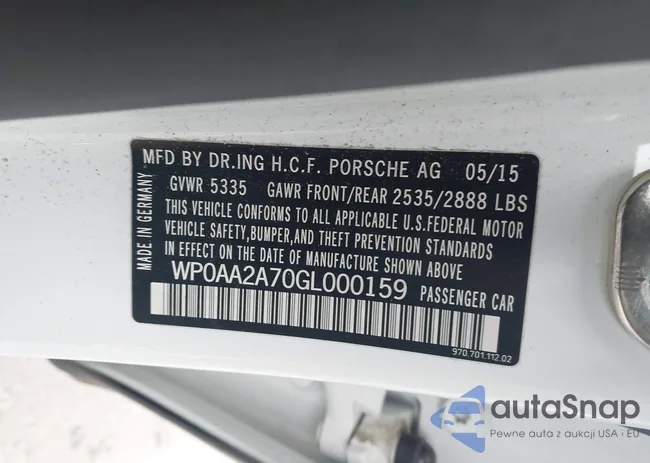 MFD BY DR.ING H.C.F. PORSCHE AG 05/15
GVWR 5335 GAWR FRONT/REAR 2535/2888 LBS
THIS VEHICLE CONFORMS TO ALL APPLICABLE U.S.FEDERAL MOTOR
VEHICLE SAFETY,BUMPER,AND THEFT PREVENTION STANDARDS
IN EFFECT ON THE DATE OF MANUFACTURE SHOWN ABOVE
WP0AA2A70GL000159 PASSENGER CAR
970.701.112.02
MADE IN GERMANY
autaSnap
Pewne auta z aukcji USA i EU